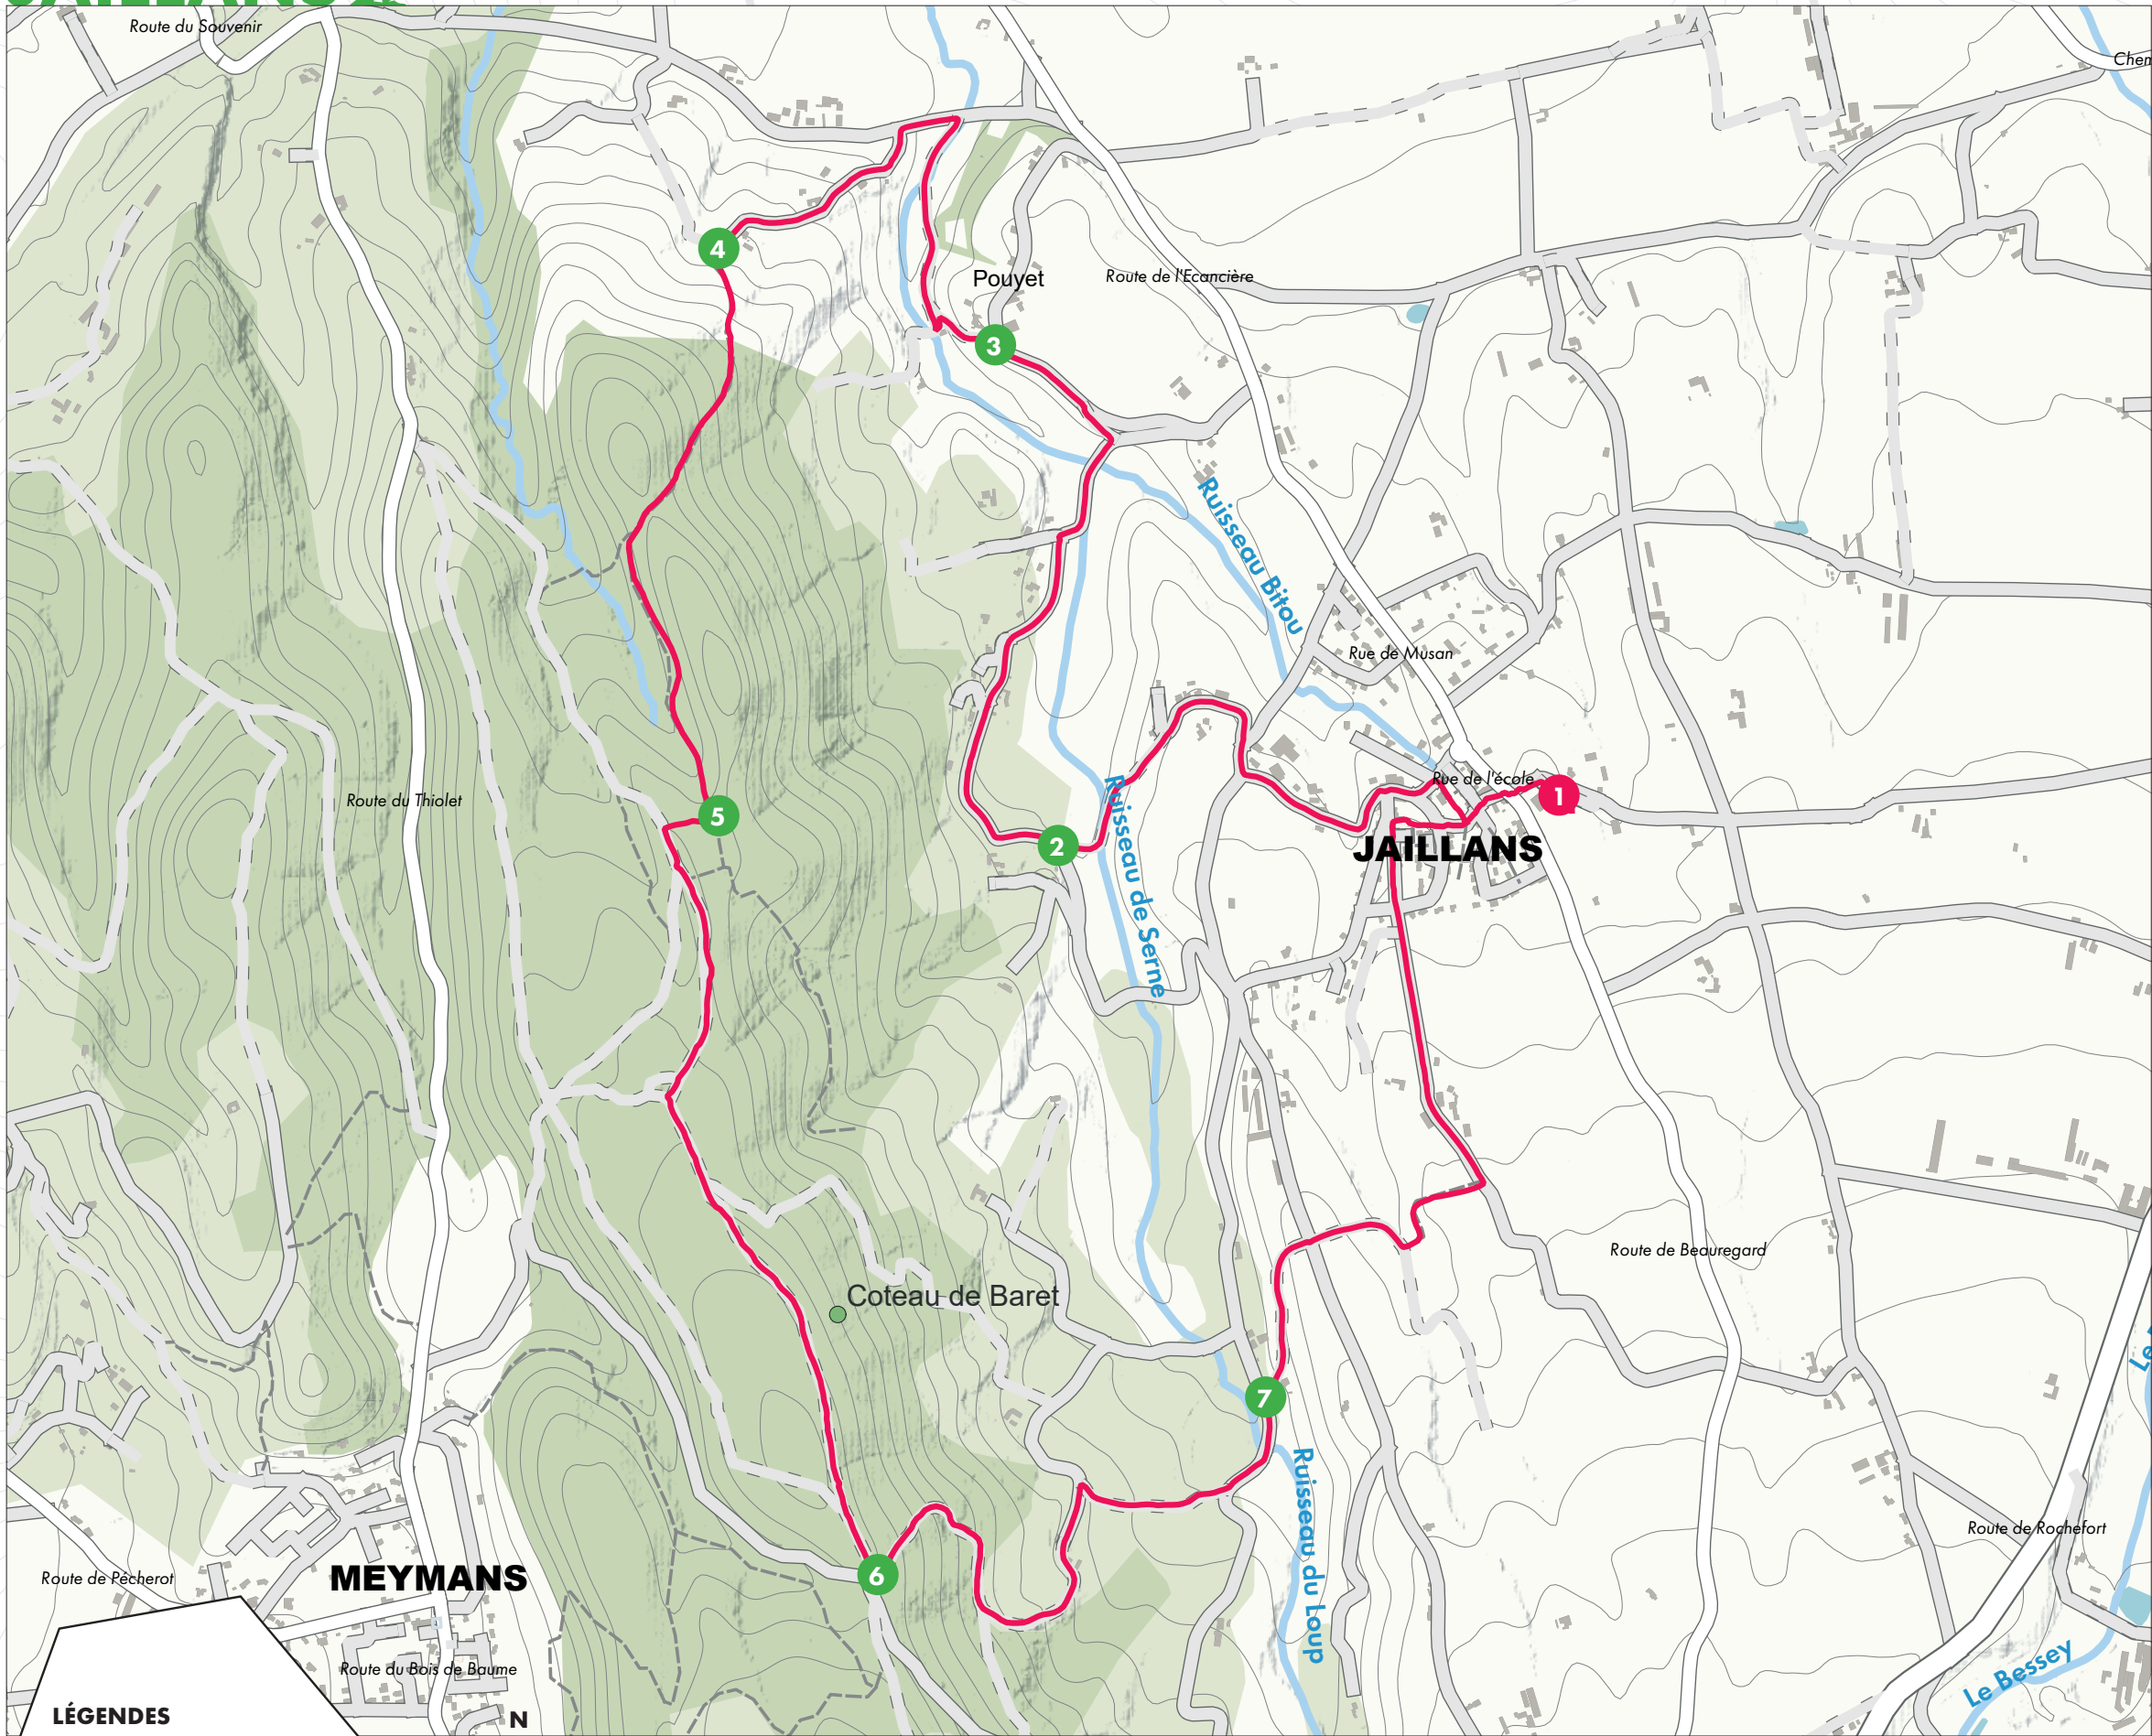 Route du Souvenir
4
Pouyet
Route de l'Ecancière
3
Ruisseau Bitou
Rue de Musan
Route du Thiolet
Rue de l'école
1
5
2
JAILLANS
Ruisseau de Serne
Route de Beauregard
Coteau de Baret
7
Ruisseau du Loup
Route de Rochefort
6
MEYMANS
Route de Pécherot
Route du Bois de Baume
Le Bessey
LÉGENDES
N